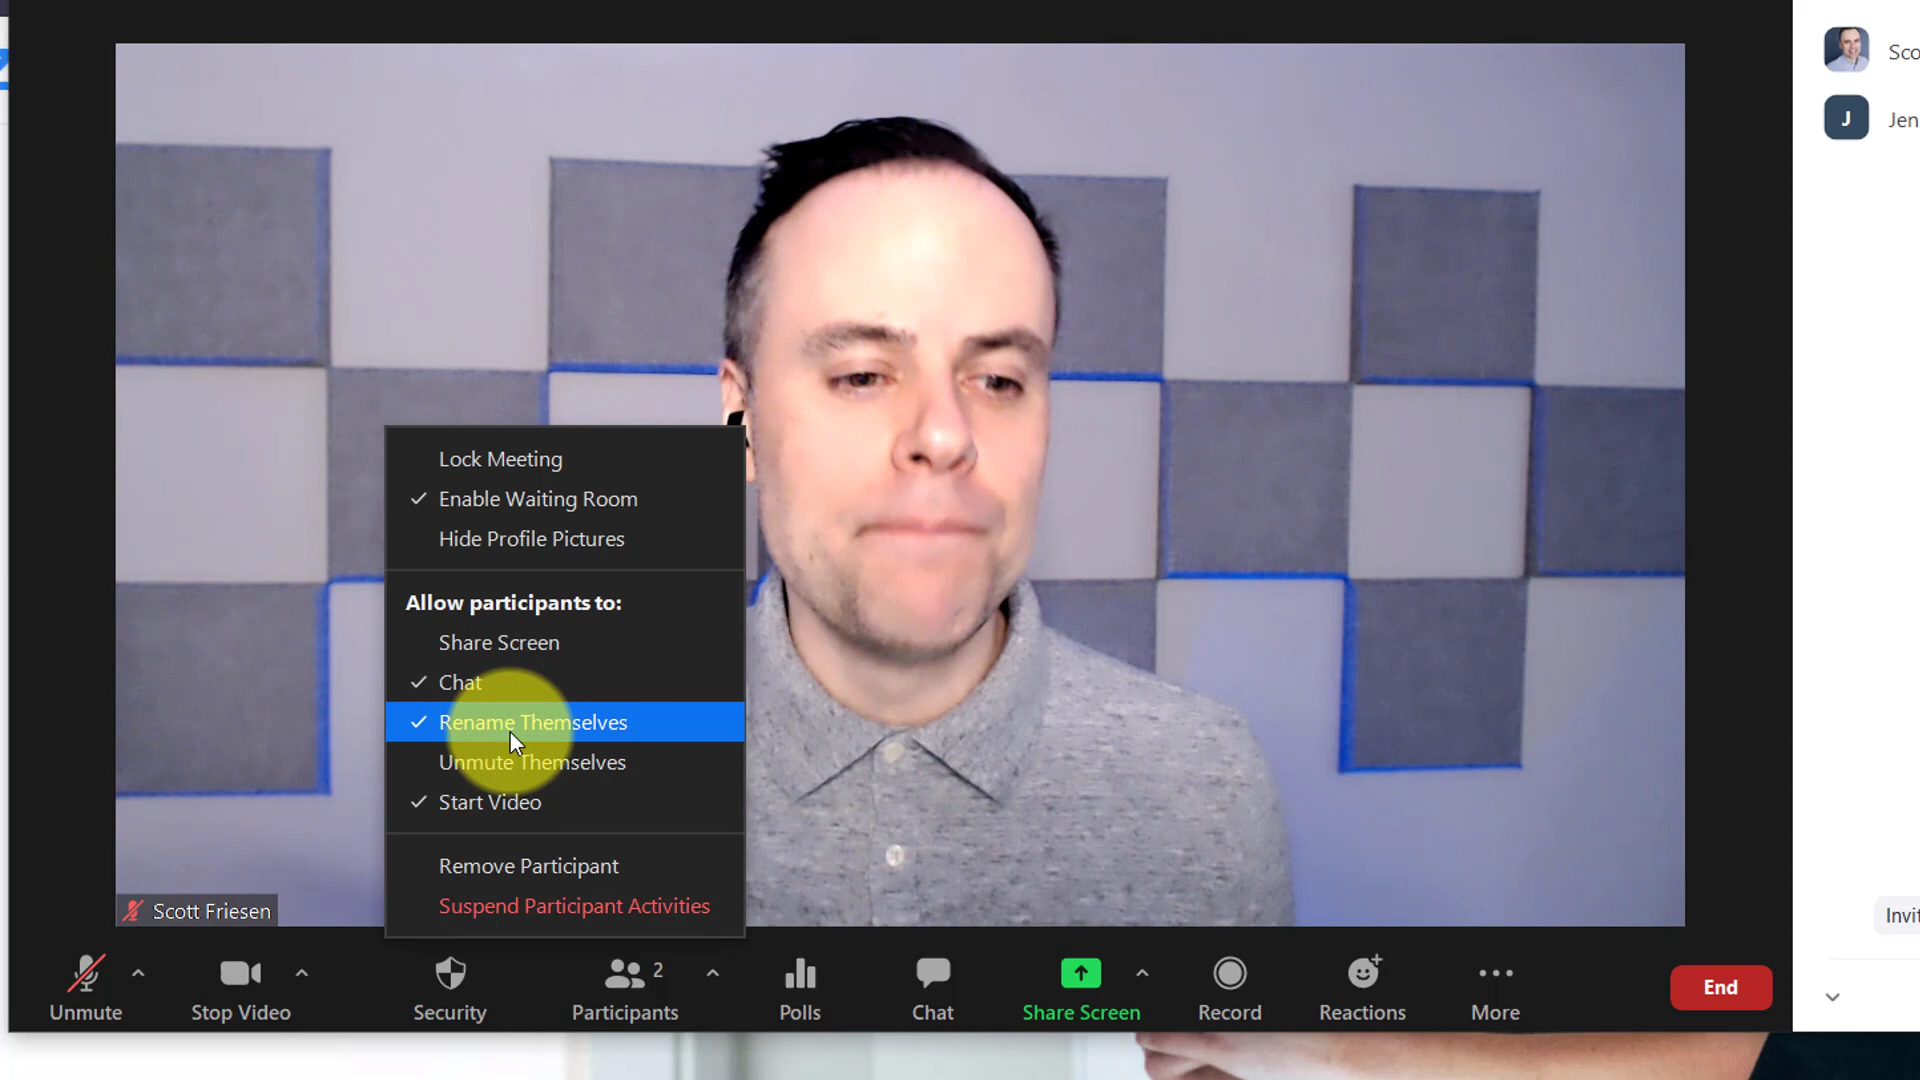 Sco
J
Jen
Lock Meeting
Enable Waiting Room
Hide Profile Pictures
Allow participants to:
Share Screen
Chat
Rename Themselves
Unmute Themselves
Start Video
Remove Participant
Suspend Participant Activities
Scott Friesen
Invit
2
Unmute
Stop Video
Security
Participants
Polls
Chat
Share Screen
Record
Reactions
More
End